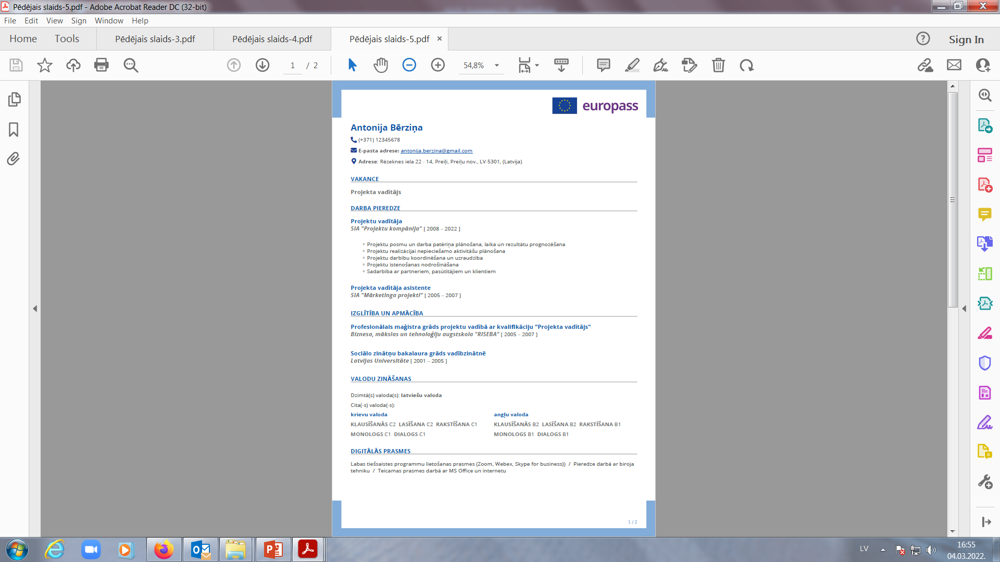 Pēdējais slaids-5.pdf - Adobe Acrobat Reader DC (32-bit)
File Edit View Sign Window Help
Home Tools Pēdējais slaids-3.pdf Pēdējais slaids-4.pdf Pēdējais slaids-5.pdf × Sign In
1 / 2 54,8%
europass
Antonija Bērziņa
(+371) 12345678
E-pasta adrese: antonija.berzina@gmail.com
Adrese: Rēzeknes iela 22 - 14, Preiļi, Preiļu nov., LV-5301, (Latvija)
VAKANCE
Projekta vadītājs
DARBA PIEREDZE
Projektu vadītāja
SIA "Projektu kompānija" [ 2008 – 2022 ]
◦ Projektu posmu un darba patēriņa plānošana, laika un rezultātu prognozēšana
◦ Projektu realizācijai nepieciešamo aktivitāšu plānošana
◦ Projektu darbību koordinēšana un uzraudzība
◦ Projektu īstenošanas nodrošināšana
◦ Sadarbība ar partneriem, pasūtītājiem un klientiem
Projekta vadītāja asistente
SIA "Mārketinga projekti" [ 2005 – 2007 ]
IZGLĪTĪBA UN APMĀCĪBA
Profesionālais maģistra grāds projektu vadībā ar kvalifikāciju "Projekta vadītājs"
Biznesa, mākslas un tehnoloģiju augstskola "RISEBA" [ 2005 – 2007 ]
Sociālo zinātņu bakalaura grāds vadībzinātnē
Latvijas Universitāte [ 2001 – 2005 ]
VALODU ZINĀŠANAS
Dzimtā(s) valoda(s): latviešu valoda
Cita(-s) valoda(-s):
krievu valoda
KLAUSĪŠANĀS C2 LASĪŠANA C2 RAKSTĪŠANA C1
MONOLOGS C1 DIALOGS C1
angļu valoda
KLAUSĪŠANĀS B2 LASĪŠANA B2 RAKSTĪŠANA B1
MONOLOGS B1 DIALOGS B1
DIGITĀLĀS PRASMES
Labas tiešsaistes programmu lietošanas prasmes (Zoom, Webex, Skype for business)) / Pieredze darbā ar biroja
tehniku / Teicamas prasmes darbā ar MS Office un internetu
1 / 2
LV
16:55
04.03.2022.